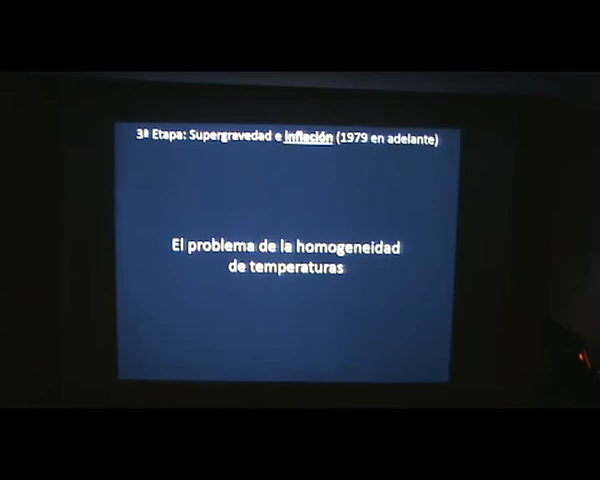 3ª Etapa: Supergravedad e inflación (1979 en adelante)
El problema de la homogeneidad
de temperaturas